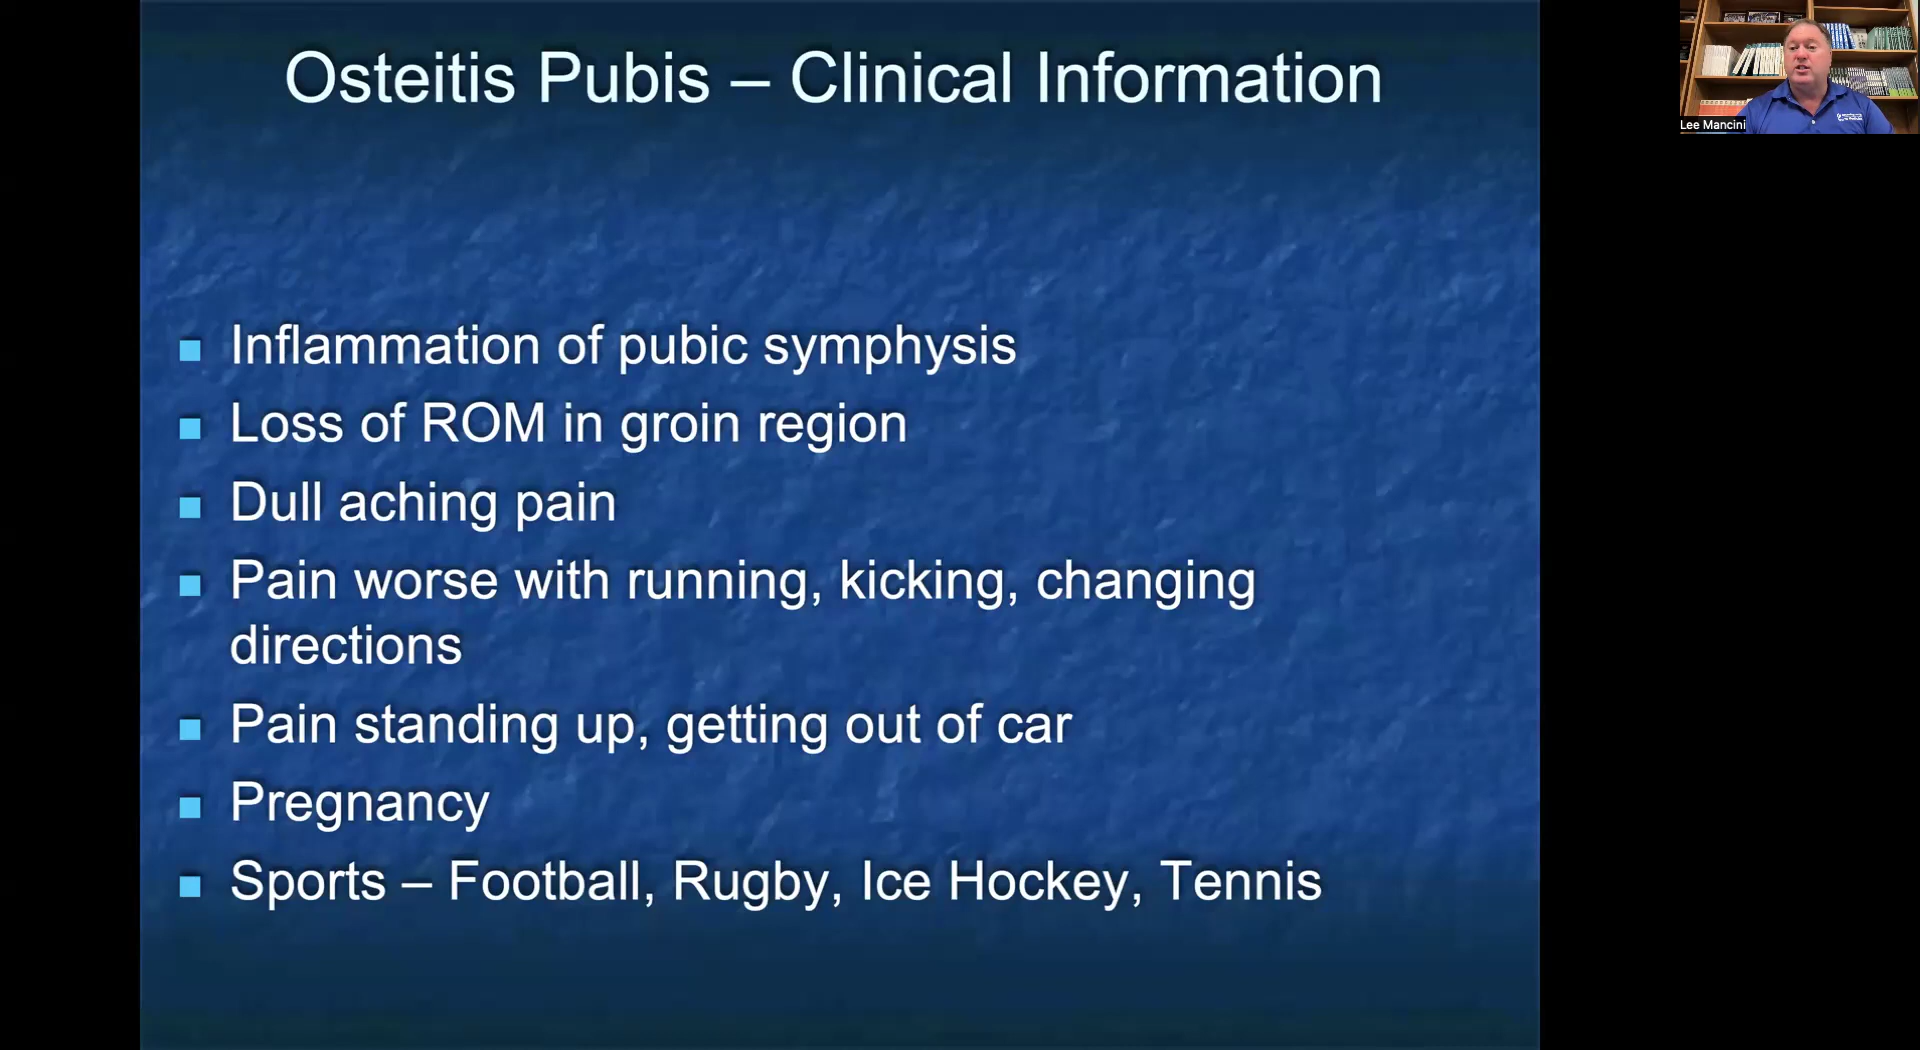 Osteitis Pubis – Clinical Information
Inflammation of pubic symphysis
Loss of ROM in groin region
Dull aching pain
Pain worse with running, kicking, changing
directions
Pain standing up, getting out of car
Pregnancy
Sports – Football, Rugby, Ice Hockey, Tennis
Lee Mancini